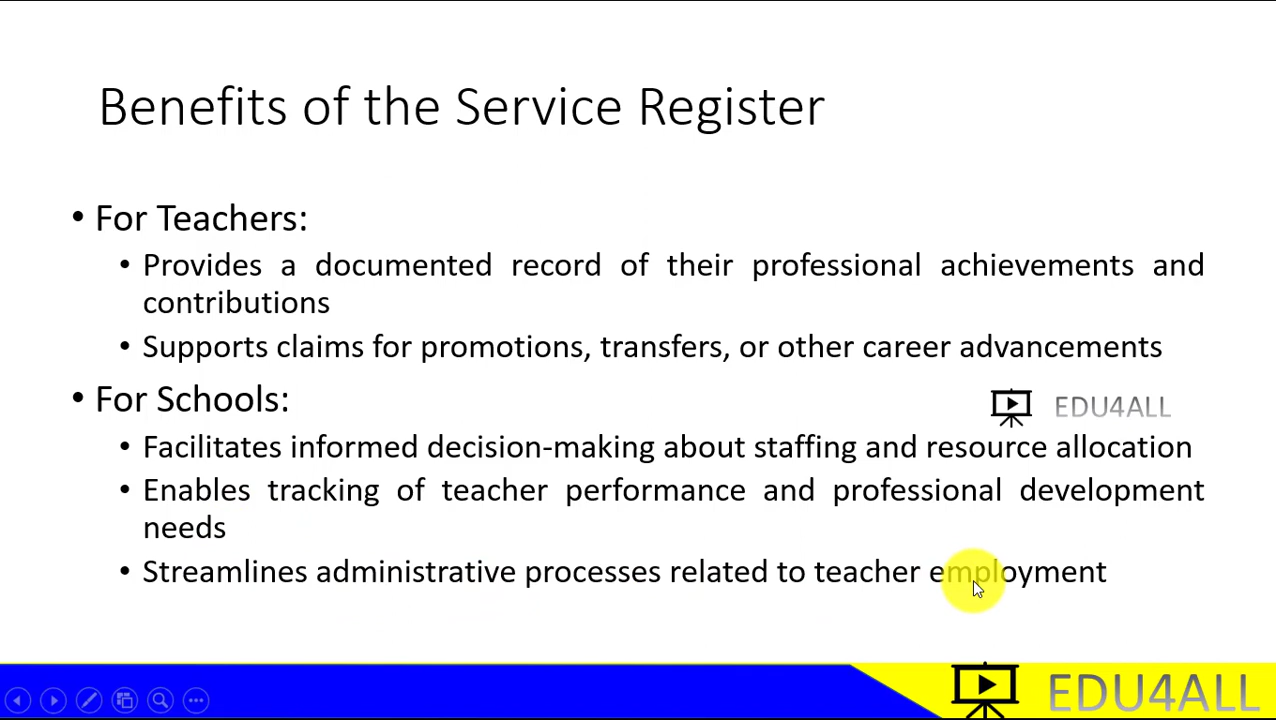 Benefits of the Service Register
• For Teachers:
• Provides a documented record of their professional achievements and
contributions
• Supports claims for promotions, transfers, or other career advancements
• For Schools:
EDU4ALL
• Facilitates informed decision-making about staffing and resource allocation
• Enables tracking of teacher performance and professional development
needs
• Streamlines administrative processes related to teacher employment
EDU4ALL